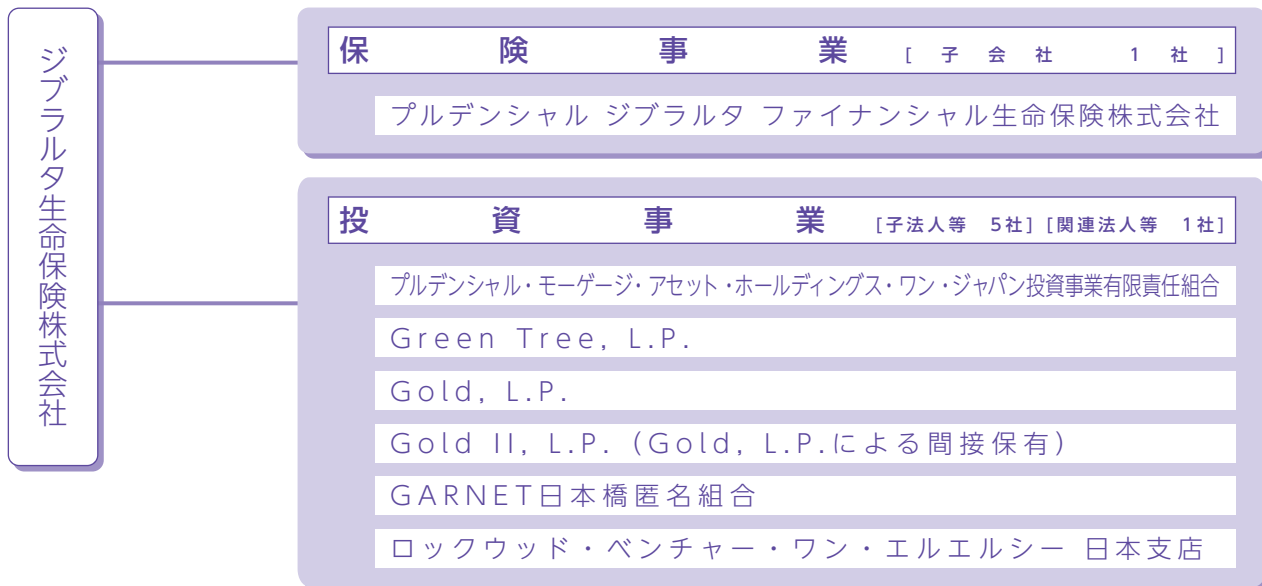 ジブラルタ生命保険株式会社
保険事業 [子会社 1社]
プルデンシャル ジブラルタ ファイナンシャル生命保険株式会社
投資事業 [子法人等 5社] [関連法人等 1社]
プルデンシャル・モーゲージ・アセット・ホールディングス・ワン・ジャパン投資事業有限責任組合
Green Tree, L.P.
Gold, L.P.
Gold II, L.P. (Gold, L.P.による間接保有)
GARNET日本橋匿名組合
ロックウッド・ベンチャー・ワン・エルエルシー 日本支店